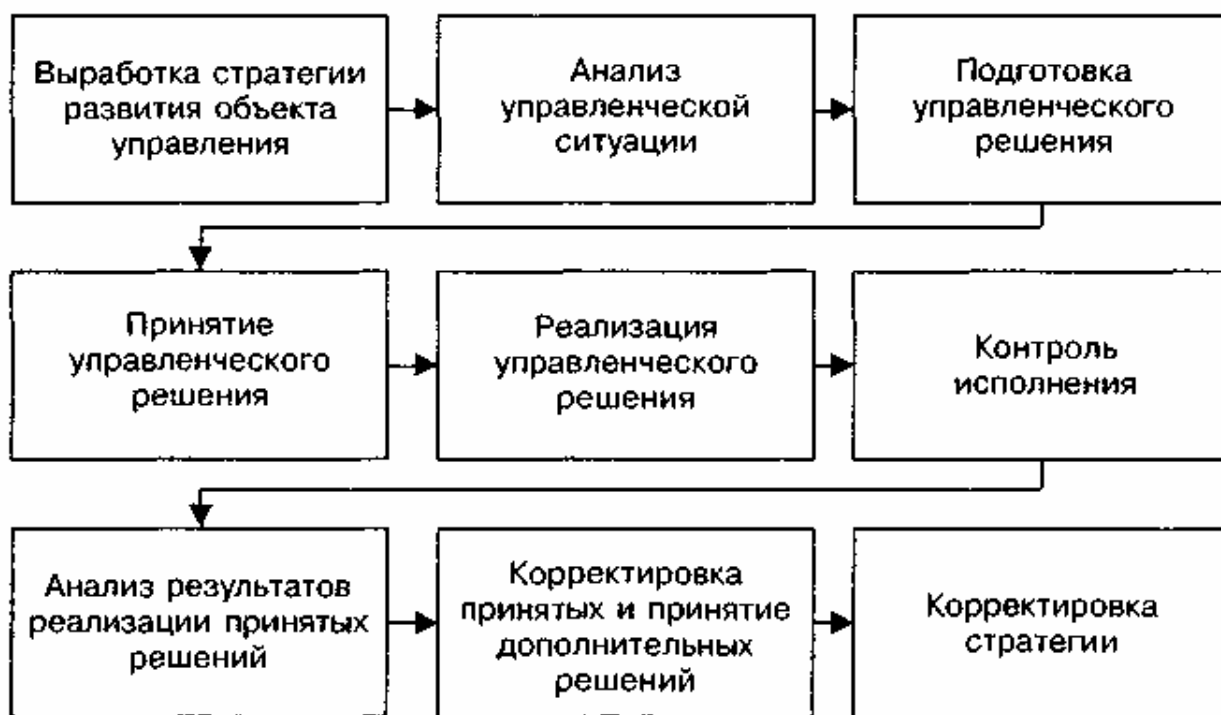 Выработка стратегии
развития объекта
управления
Анализ
управленческой
ситуации
Подготовка
управленческого
решения
Принятие
управленческого
решения
Реализация
управленческого
решения
Контроль
исполнения
Анализ результатов
реализации принятых
решений
Корректировка
принятых и принятие
дополнительных
решений
Корректировка
стратегии